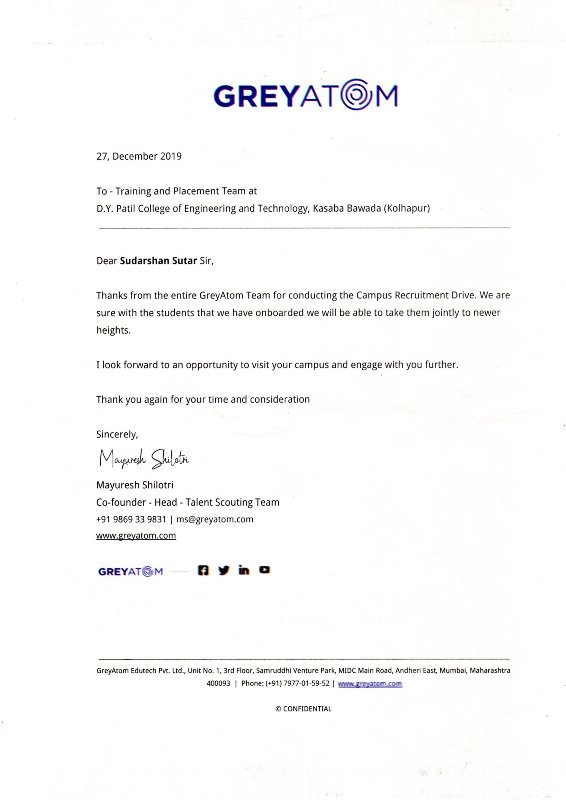 GREYATOM
27, December 2019
To - Training and Placement Team at
D.Y. Patil College of Engineering and Technology, Kasaba Bawada (Kolhapur)
Dear Sudarshan Sutar Sir,
Thanks from the entire GreyAtom Team for conducting the Campus Recruitment Drive. We are
sure with the students that we have onboarded we will be able to take them jointly to newer
heights.
I look forward to an opportunity to visit your campus and engage with you further.
Thank you again for your time and consideration
Sincerely,
Mayuresh Shilotri
Mayuresh Shilotri
Co-founder - Head - Talent Scouting Team
+91 9869 33 9831 | ms@greyatom.com
www.greyatom.com
GREYATOM
GreyAtom Edutech Pvt. Ltd., Unit No. 1, 3rd Floor, Samruddhi Venture Park, MIDC Main Road, Andheri East, Mumbai, Maharashtra
400093 | Phone: (+91) 7977-01-59-52 | www.greyatom.com
© CONFIDENTIAL